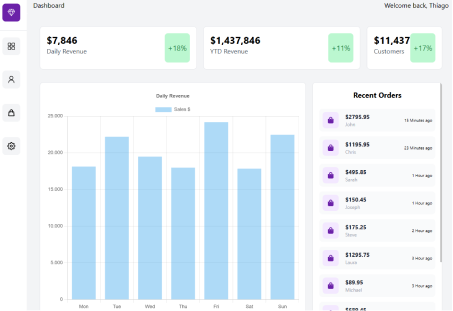 Dashboard
Welcome back, Thiago
$7,846
Daily Revenue
+18%
$1,437,846
YTD Revenue
+11%
$11,437
Customers
+17%
Daily Revenue
Sales $
25 000
20 000
15 000
10 000
5 000
0
Mon Tue Wed Thu Fri Sat Sun
Recent Orders
$2795.95
John
15 Minutes ago
$1195.95
Chris
23 Minutes ago
$495.85
Sarah
1 Hour ago
$150.45
Joseph
1 Hour ago
$175.25
Steve
2 Hour ago
$1295.75
3 Hour ago
$89.95
Michael
3 Hour ago